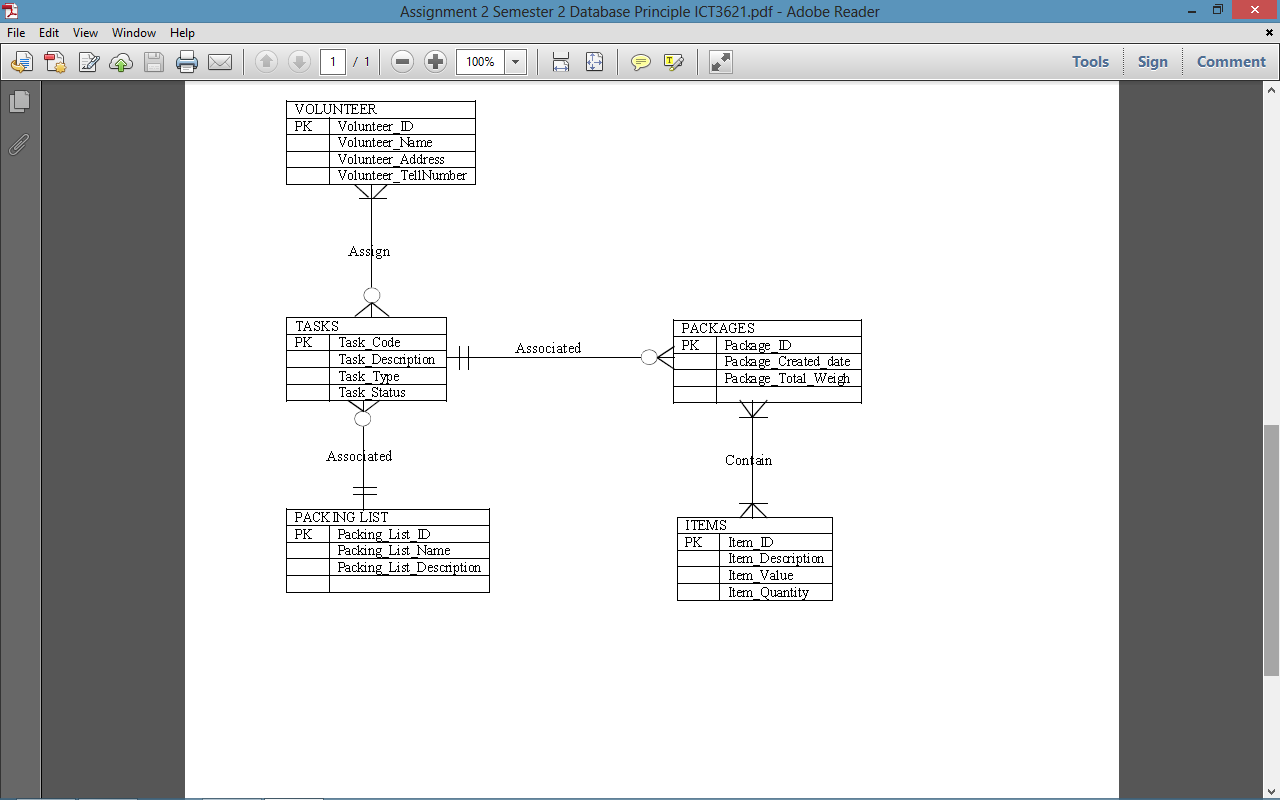 Assignment 2 Semester 2 Database Principle ICT3621.pdf - Adobe Reader
File Edit View Window Help
1 / 1 100% Tools Sign Comment
VOLUNTEER
PK Volunteer_ID
Volunteer_Name
Volunteer_Address
Volunteer_TellNumber
Assign
TASKS
PK Task_Code
Task_Description
Task_Type
Task_Status
Associated
PACKAGES
PK Package_ID
Package_Created_date
Package_Total_Weigh
Associated
Contain
PACKING LIST
PK Packing_List_ID
Packing_List_Name
Packing_List_Description
ITEMS
PK Item_ID
Item_Description
Item_Value
Item_Quantity